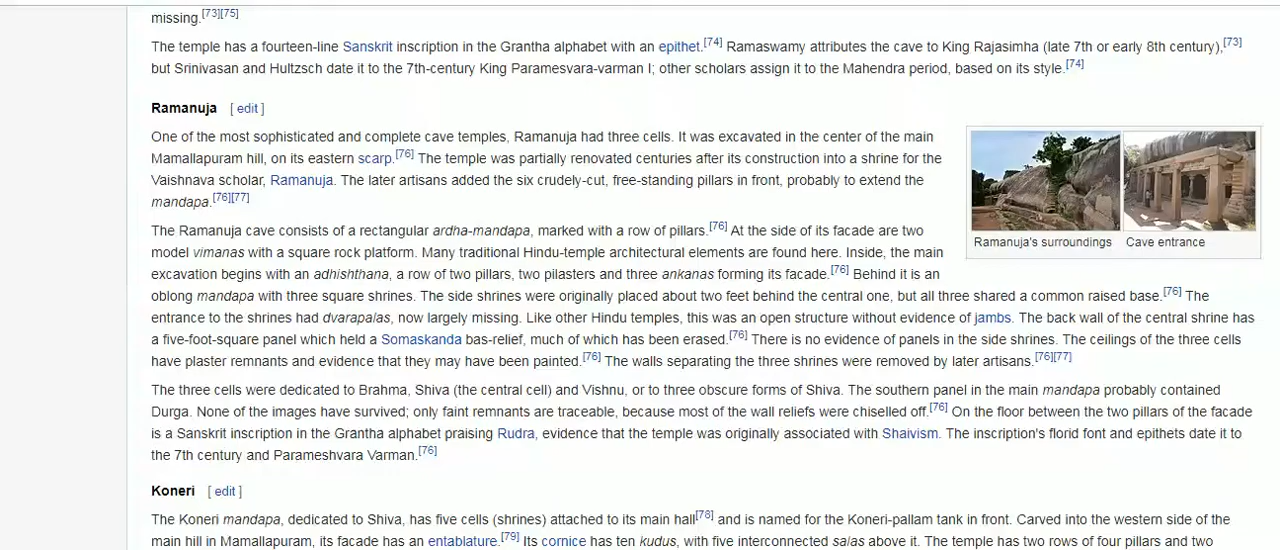 missing.[73][75]
The temple has a fourteen-line Sanskrit inscription in the Grantha alphabet with an epithet.[74] Ramaswamy attributes the cave to King Rajasimha (late 7th or early 8th century),[73]
but Srinivasan and Hultzsch date it to the 7th-century King Paramesvara-varman I; other scholars assign it to the Mahendra period, based on its style.[74]
Ramanuja [ edit ]
One of the most sophisticated and complete cave temples, Ramanuja had three cells. It was excavated in the center of the main
Mamallapuram hill, on its eastern scarp.[76] The temple was partially renovated centuries after its construction into a shrine for the
Vaishnava scholar, Ramanuja. The later artisans added the six crudely-cut, free-standing pillars in front, probably to extend the
mandapa.[76][77]
Ramanuja's surroundings
Cave entrance
The Ramanuja cave consists of a rectangular ardha-mandapa, marked with a row of pillars.[76] At the side of its facade are two
model vimanas with a square rock platform. Many traditional Hindu-temple architectural elements are found here. Inside, the main
excavation begins with an adhishthana, a row of two pillars, two pilasters and three ankanas forming its facade.[76] Behind it is an
oblong mandapa with three square shrines. The side shrines were originally placed about two feet behind the central one, but all three shared a common raised base.[76] The
entrance to the shrines had dvarapalas, now largely missing. Like other Hindu temples, this was an open structure without evidence of jambs. The back wall of the central shrine has
a five-foot-square panel which held a Somaskanda bas-relief, much of which has been erased.[76] There is no evidence of panels in the side shrines. The ceilings of the three cells
have plaster remnants and evidence that they may have been painted.[76] The walls separating the three shrines were removed by later artisans.[76][77]
The three cells were dedicated to Brahma, Shiva (the central cell) and Vishnu, or to three obscure forms of Shiva. The southern panel in the main mandapa probably contained
Durga. None of the images have survived; only faint remnants are traceable, because most of the wall reliefs were chiselled off.[76] On the floor between the two pillars of the facade
is a Sanskrit inscription in the Grantha alphabet praising Rudra, evidence that the temple was originally associated with Shaivism. The inscription's florid font and epithets date it to
the 7th century and Parameshvara Varman.[76]
Koneri [ edit ]
The Koneri mandapa, dedicated to Shiva, has five cells (shrines) attached to its main hall[78] and is named for the Koneri-pallam tank in front. Carved into the western side of the
main hill in Mamallapuram, its facade has an entablature.[79] Its cornice has ten kudus, with five interconnected salas above it. The temple has two rows of four pillars and two